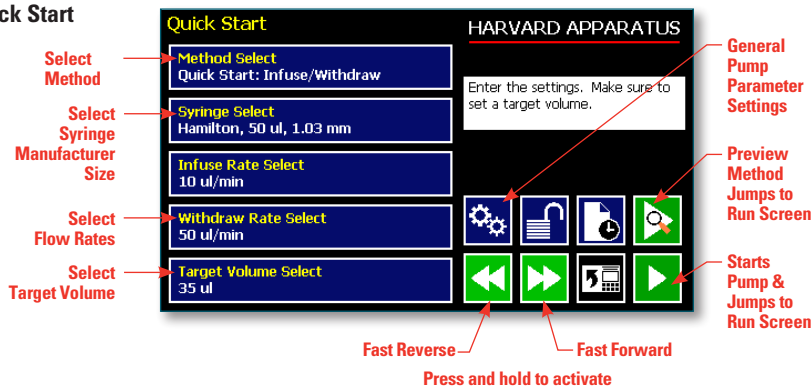 ck Start
Quick Start
HARVARD APPARATUS
Method Select
Quick Start: Infuse/Withdraw
Syringe Select
Hamilton, 50 ul, 1.03 mm
Infuse Rate Select
10 ul/min
Withdraw Rate Select
50 ul/min
Target Volume Select
35 ul
Enter the settings. Make sure to
set a target volume.
Select
Method
Select
Syringe
Manufacturer
Size
Select
Flow Rates
Select
Target Volume
General
Pump
Parameter
Settings
Preview
Method
Jumps to
Run Screen
Starts
Pump &
Jumps to
Run Screen
Fast Reverse
Fast Forward
Press and hold to activate